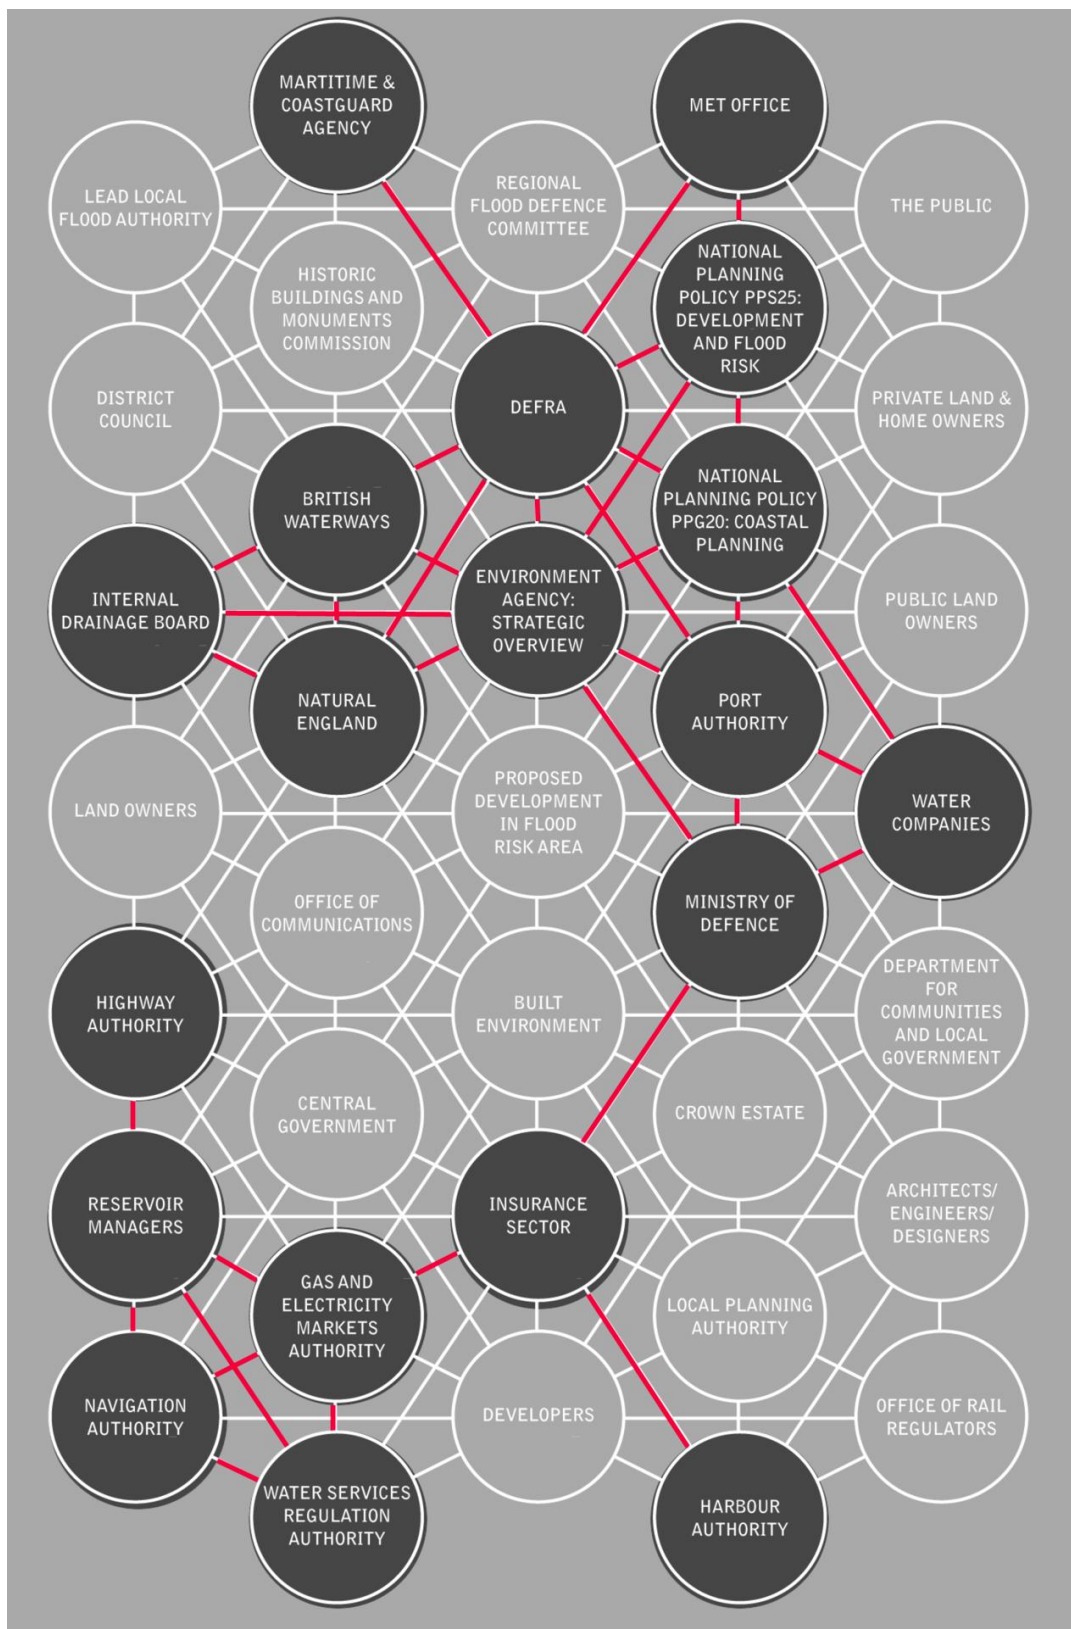 MARTITIME &
COASTGUARD
AGENCY
MET OFFICE
LEAD LOCAL
FLOOD AUTHORITY
REGIONAL
FLOOD DEFENCE
COMMITTEE
THE PUBLIC
HISTORIC
BUILDINGS AND
MONUMENTS
COMMISSION
NATIONAL
PLANNING
POLICY PPS25:
DEVELOPMENT
AND FLOOD
RISK
DISTRICT
COUNCIL
DEFRA
PRIVATE LAND &
HOME OWNERS
BRITISH
WATERWAYS
NATIONAL
PLANNING POLICY
PPG20: COASTAL
PLANNING
INTERNAL
DRAINAGE BOARD
ENVIRONMENT
AGENCY:
STRATEGIC
OVERVIEW
PUBLIC LAND
OWNERS
NATURAL
ENGLAND
PORT
AUTHORITY
LAND OWNERS
PROPOSED
DEVELOPMENT
IN FLOOD
RISK AREA
WATER
COMPANIES
OFFICE OF
COMMUNICATIONS
MINISTRY OF
DEFENCE
HIGHWAY
AUTHORITY
BUILT
ENVIRONMENT
DEPARTMENT
FOR
COMMUNITIES
AND LOCAL
GOVERNMENT
CENTRAL
GOVERNMENT
CROWN ESTATE
RESERVOIR
MANAGERS
INSURANCE
SECTOR
ARCHITECTS/
ENGINEERS/
DESIGNERS
GAS AND
ELECTRICITY
MARKETS
AUTHORITY
LOCAL PLANNING
AUTHORITY
NAVIGATION
AUTHORITY
DEVELOPERS
OFFICE OF RAIL
REGULATORS
WATER SERVICES
REGULATION
AUTHORITY
HARBOUR
AUTHORITY